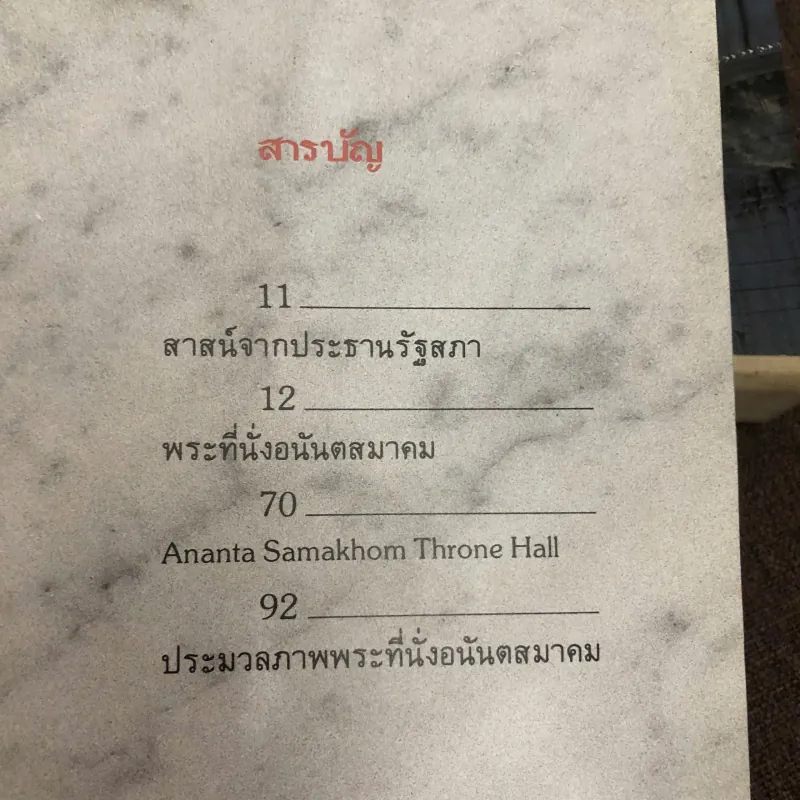 สารบัญ
11
สาสน์จากประธานรัฐสภา
12
พระที่นั่งอนันตสมาคม
70
Ananta Samakhom Throne Hall
92
ประมวลภาพพระที่นั่งอนันตสมาคม